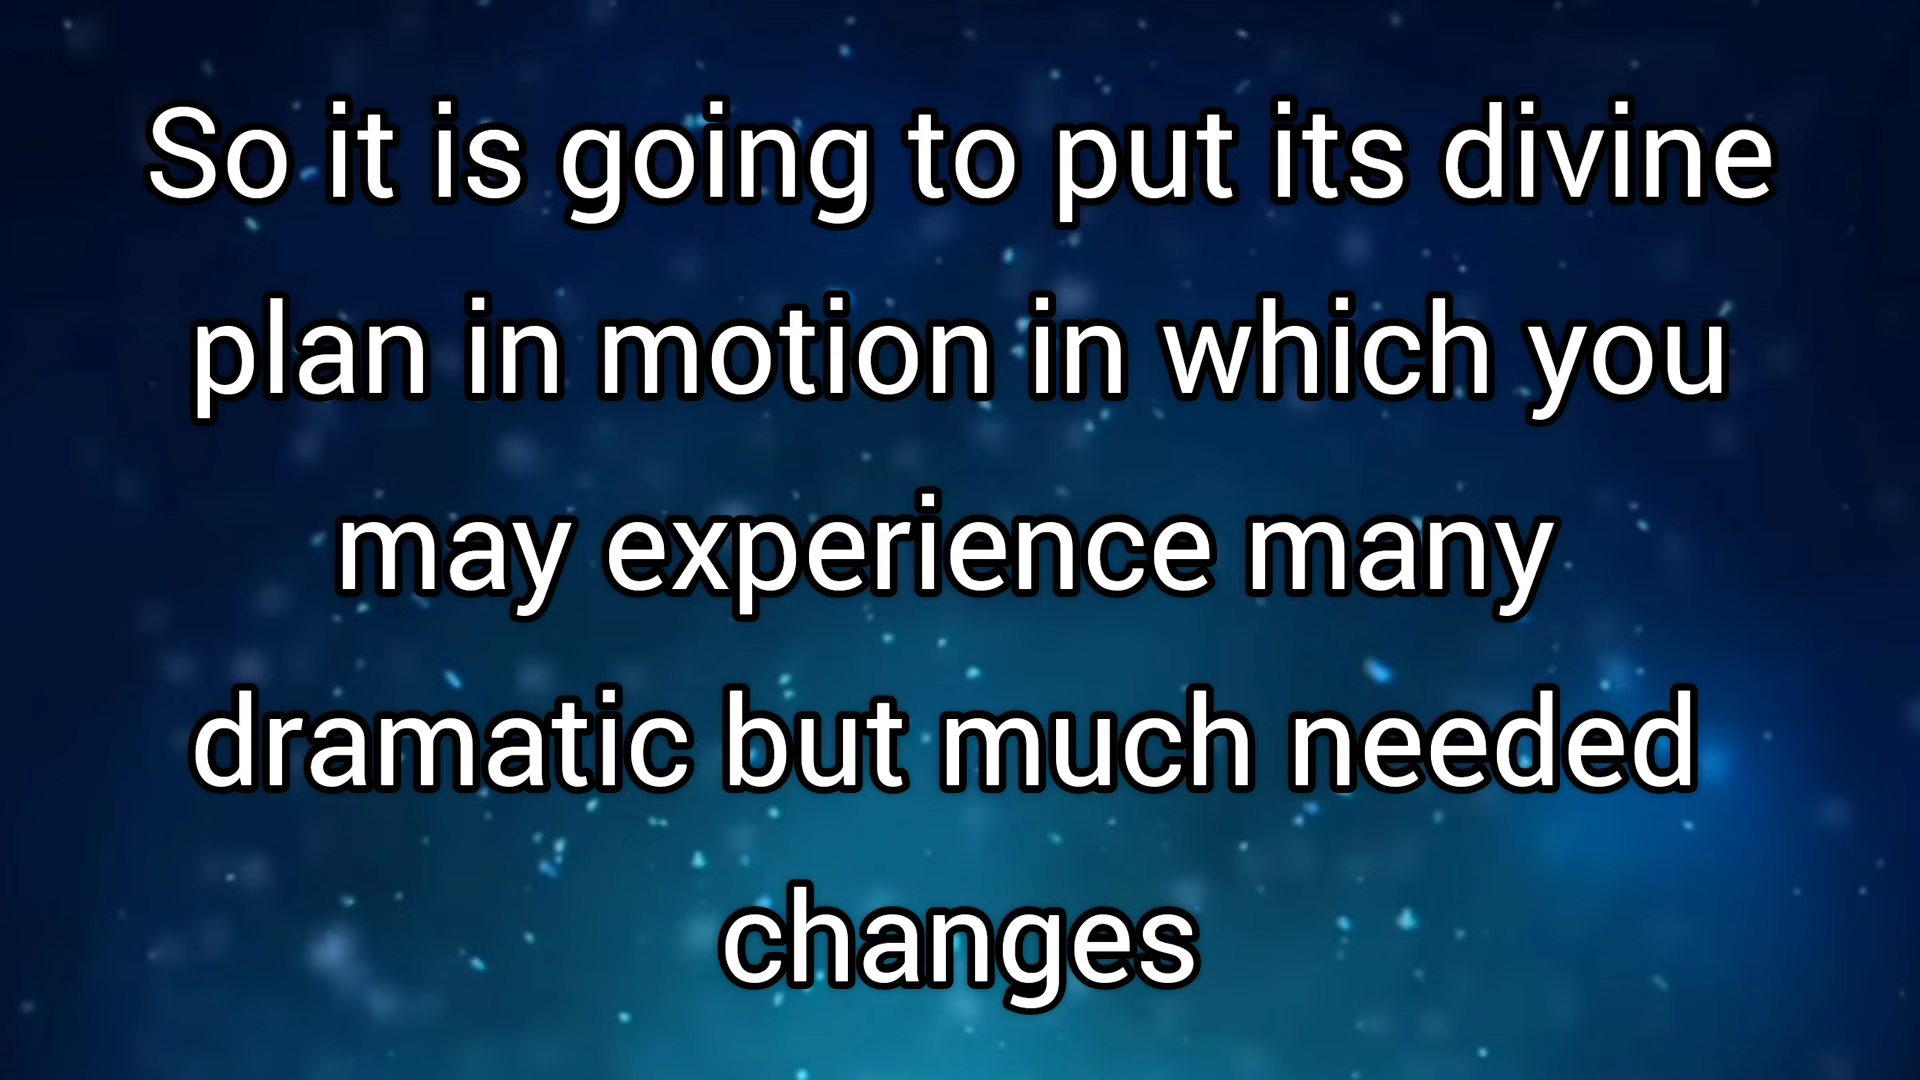 So it is going to put its divine
plan in motion in which you
may experience many
dramatic but much needed
changes